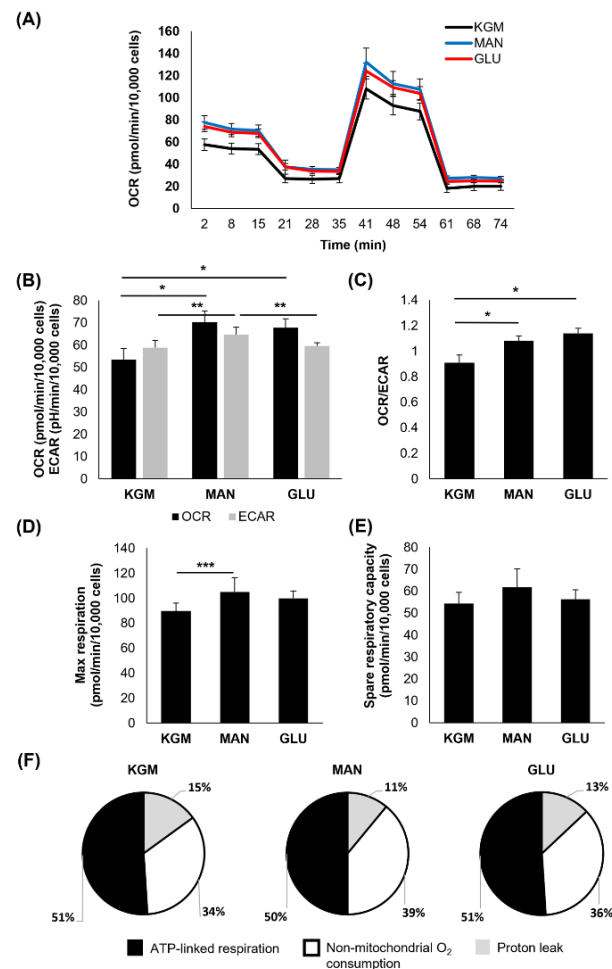 (A)
OCR (pmol/min/10,000 cells)
160
140
120
100
80
60
40
20
0
KGM
MAN
GLU
2 8 15 21 28 35 41 48 54 61 68 74
Time (min)
(B)
OCR (pmol/min/10,000 cells)
ECAR (pH/min/10,000 cells)
80
70
60
50
40
30
20
10
0
*
*
**
**
KGM MAN GLU
OCR ECAR
(C)
OCR/ECAR
1.4
1.2
1
0.8
0.6
0.4
0.2
0
*
*
KGM MAN GLU
(D)
Max respiration
(pmol/min/10,000 cells)
140
120
100
80
60
40
20
0
***
KGM MAN GLU
(E)
Spare respiratory capacity
(pmol/min/10,000 cells)
80
70
60
50
40
30
20
10
0
KGM MAN GLU
(F)
KGM
15%
34%
51%
MAN
11%
39%
50%
GLU
13%
36%
51%
ATP-linked respiration
Non-mitochondrial O₂
consumption
Proton leak